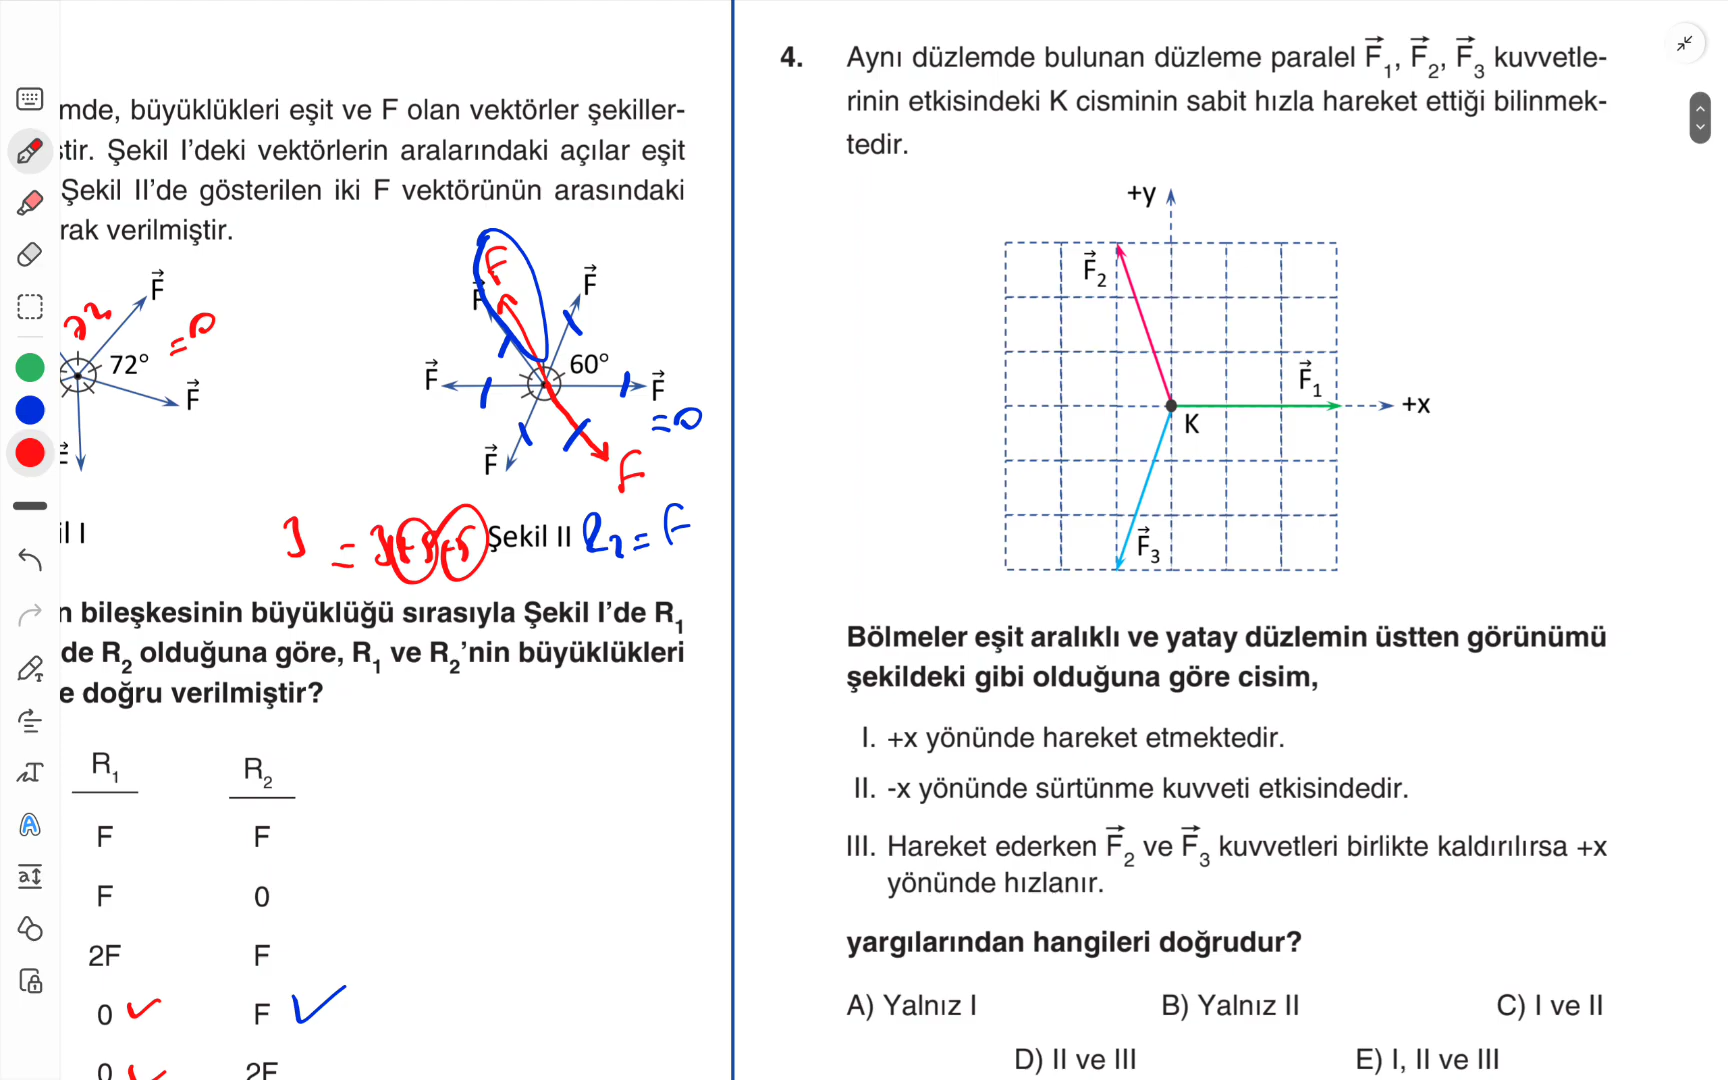 mde, büyüklükleri eşit ve F olan vektörler şekiller-
ştir. Şekil I’deki vektörlerin aralarındaki açılar eşit
Şekil II’de gösterilen iki F vektörünün arasındaki
rak verilmiştir.
F
72°
F
= 0
F
F
F
60°
F
F
F
F
= 0
il I
Şekil II
R₂ = F
n bileşkesinin büyüklüğü sırasıyla Şekil I’de R₁
de R₂ olduğuna göre, R₁ ve R₂’nin büyüklükleri
e doğru verilmiştir?
R₁ R₂
F F
F 0
2F F
0 F
0 2F
4. Aynı düzlemde bulunan düzleme paralel F₁, F₂, F₃ kuvvetle-
rinin etkisindeki K cisminin sabit hızla hareket ettiği bilinmek-
tedir.
+y
F₂
F₁
+x
K
F₃
Bölmeler eşit aralıklı ve yatay düzlemin üstten görünümü
şekildeki gibi olduğuna göre cisim,
I. +x yönünde hareket etmektedir.
II. -x yönünde sürtünme kuvveti etkisindedir.
III. Hareket ederken F₂ ve F₃ kuvvetleri birlikte kaldırılırsa +x
yönünde hızlanır.
yargılarından hangileri doğrudur?
A) Yalnız I B) Yalnız II C) I ve II
D) II ve III E) I, II ve III